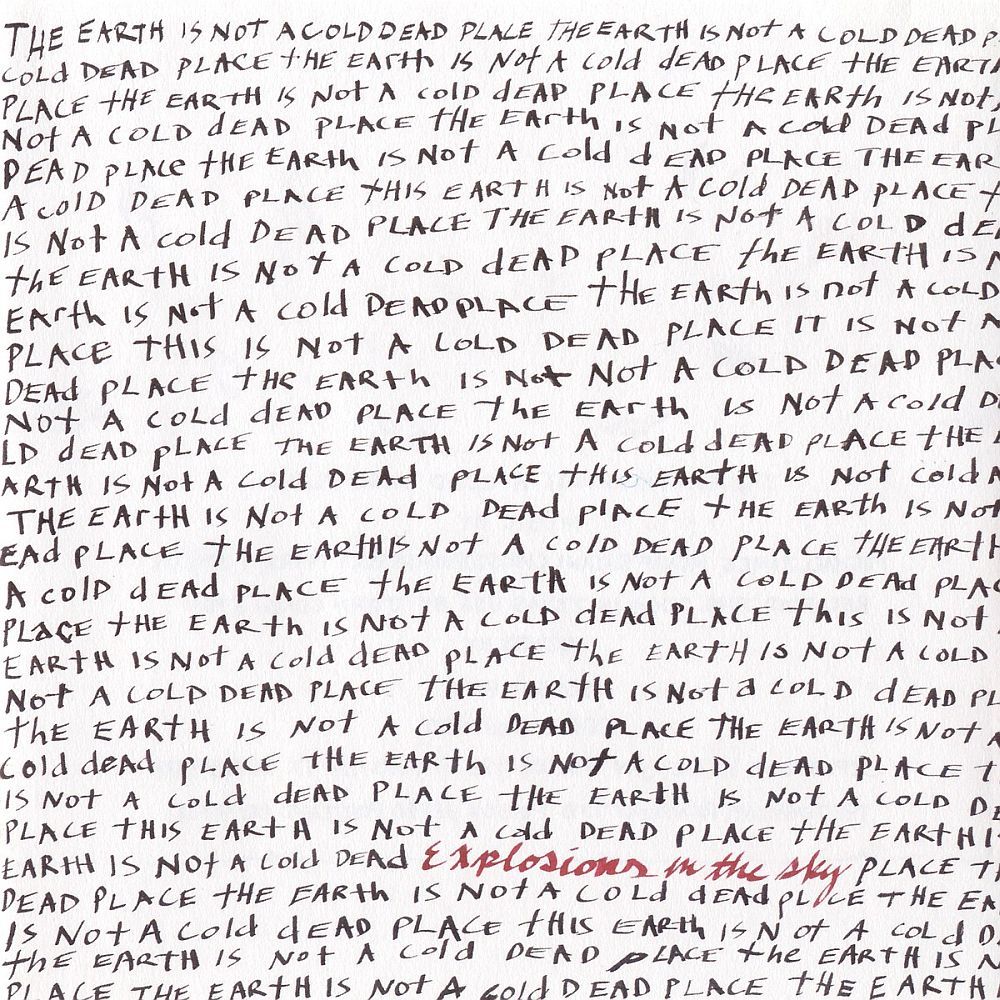 THE EARTH IS NOT A COLD DEAD PLACE THE EARTH IS NOT A COLD DEAD P
COLD DEAD PLACE THE EARTH IS NOT A COLD dEAD PLACE THE EARTH
PLACE THE EARTH IS NOT A COLD dEAD PLACE THE EARTH IS NOT
NOT A COLD dEAD PLACE THE EARTH IS NOT A COLD DEAD PL
DEAD PLACE THE EARTH IS NOT A COLD dEAD PLACE THE EAR
A COLD DEAD PLACE THIS EARTH IS NOT A COLD DEAD PLACE T
IS NOT A COLD DEAD PLACE THE EARTH IS NOT A COLD dEA
the EARTH IS NOT A COLD dEAD PLACE the EARTH IS N
EARTH IS NOT A COLD DEAD PLACE THE EARTH IS NOT A COLD
PLACE THIS IS NOT A COLD DEAD PLACE IT IS NOT A
DEAd PLACE THE EARTH IS NOT NOT A COLD DEAD PLA
NOT A COLD dEAD PLACE The EARTH IS NOT A COLD D
LD dEAD PLACE THE EARTH IS NOT A COLD dEAD PLACE THE
ARTH IS NOT A COLD DEAd PLACE THIS EARTH IS NOT COLD A
THE EARTH IS NOT A COLD DEAd PLACE THE EARTH IS NOT
EAd PLACE THE EARTH IS NOT A COLD DEAD PLACE THE EARTH
A COLD dEAd PLACE the EARTH IS NOT A COLD DEAd PLAC
PLACE THE EARTH IS NOT A COLD dEAd PLACE this IS NOT
EARTH IS NOT A COLD dEAD PLACE The EARTH IS NOT A COLD
NOT A COLD DEAD PLACE THE EARTH IS NOT a COLD dEAD PL
the EARTH IS NOT A COLD DEAD PLACE THE EARTH IS NOT A
COLD dead PLACE THE EARTH IS NOT A COLD dEAD PLACE T
IS NOT A COLD dEAD PLACE THE EARTH IS NOT A COLD DE
PLACE THIS EARTH IS NOT A COLD DEAD PLACE the EARTH I
EARTH IS NOT A COLD DEAD Explosions in the sky PLACE T
DEAD PLACE THE EARTH IS NOT A COLD dEAd PLACE THE EA
IS NOT A COLD dEAD PLACE THIS EARTH IS NOT A COLD D
the EARTH IS NOT A COLD DEAD PLACE the EARTH IS N
PLACE THE EARTH IS NOT A COLD DEAD PLACE THE EARTH